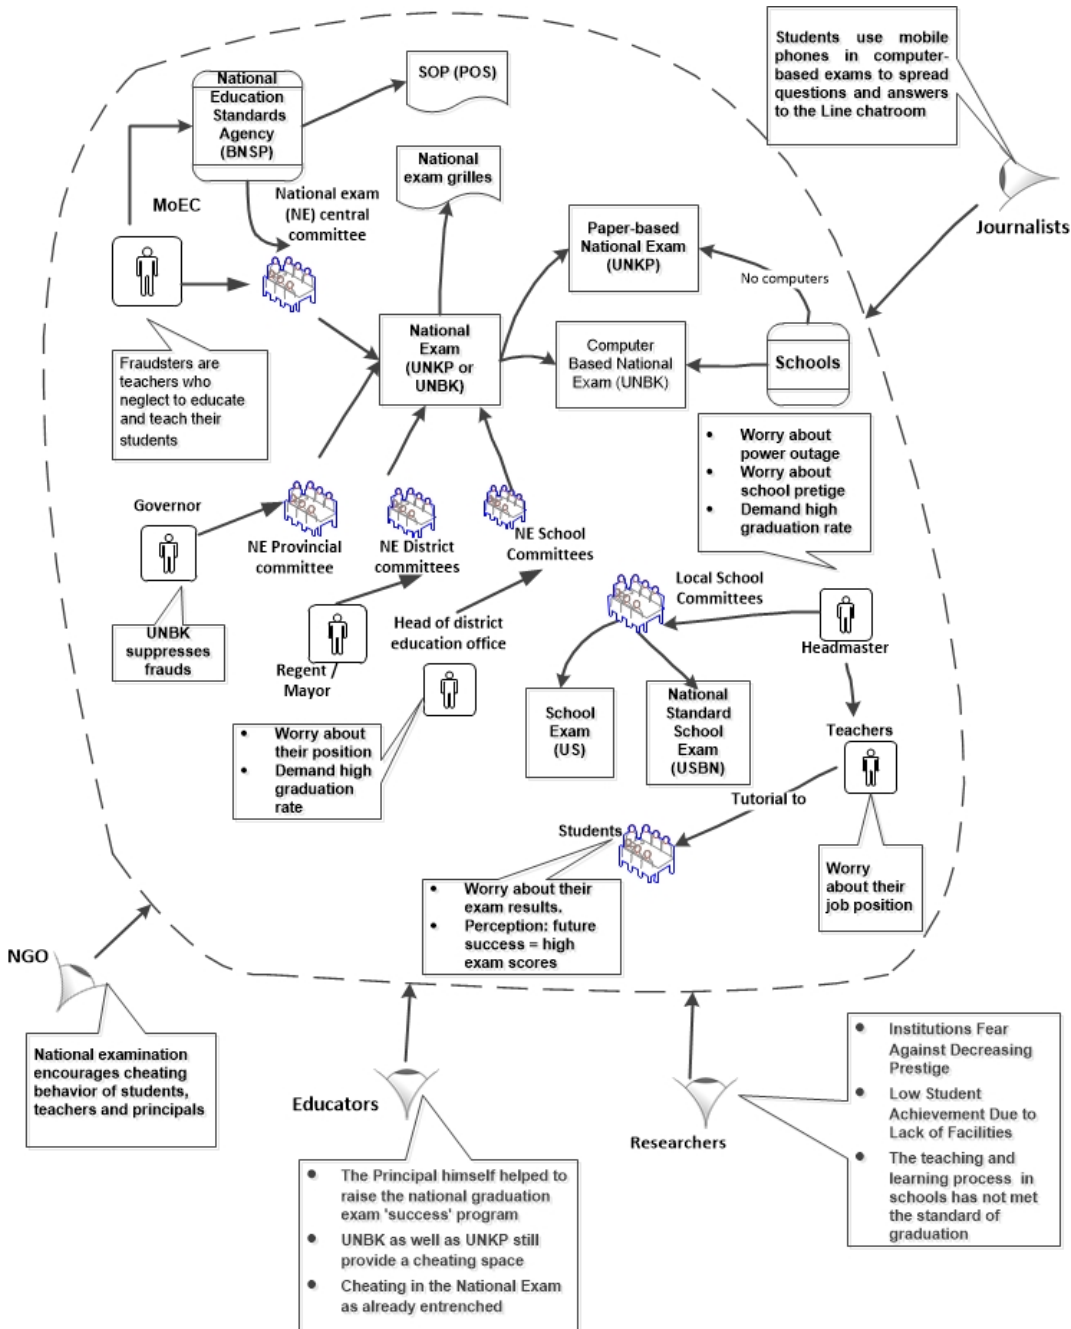 Students use mobile
phones in computer-
based exams to spread
questions and answers
to the Line chatroom
National
Education
Standards
Agency
(BNSP)
SOP (POS)
National
exam grilles
MoEC
National exam
(NE) central
committee
Journalists
Paper-based
National Exam
(UNKP)
No computers
National
Exam
(UNKP or
UNBK)
Computer
Based National
Exam (UNBK)
Schools
Fraudsters are
teachers who
neglect to educate
and teach their
students
• Worry about
power outage
• Worry about
school pretige
• Demand high
graduation rate
Governor
NE Provincial
committee
NE District
committees
NE School
Committees
UNBK
suppresses
frauds
Local School
Committees
Headmaster
Head of district
education office
Regent
/
Mayor
School
Exam
(US)
National
Standard
School
Exam
(USBN)
Teachers
• Worry about
their position
• Demand high
graduation
rate
Tutorial to
Students
Worry
about their
job position
• Worry about their
exam results.
• Perception: future
success = high
exam scores
NGO
National examination
encourages cheating
behavior of students,
teachers and principals
Educators
Researchers
• Institutions Fear
Against Decreasing
Prestige
• Low Student
Achievement Due to
Lack of Facilities
• The teaching and
learning process in
schools has not met
the standard of
graduation
• The Principal himself helped to
raise the national graduation
exam 'success' program
• UNBK as well as UNKP still
provide a cheating space
• Cheating in the National Exam
as already entrenched